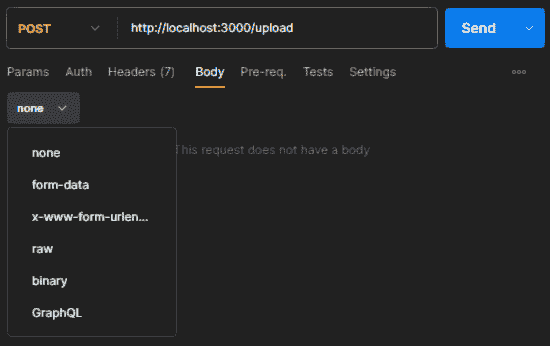 POST http://localhost:3000/upload Send
Params Auth Headers (7) Body Pre-req. Tests Settings
none
This request does not have a body
none
form-data
x-www-form-urlen...
raw
binary
GraphQL